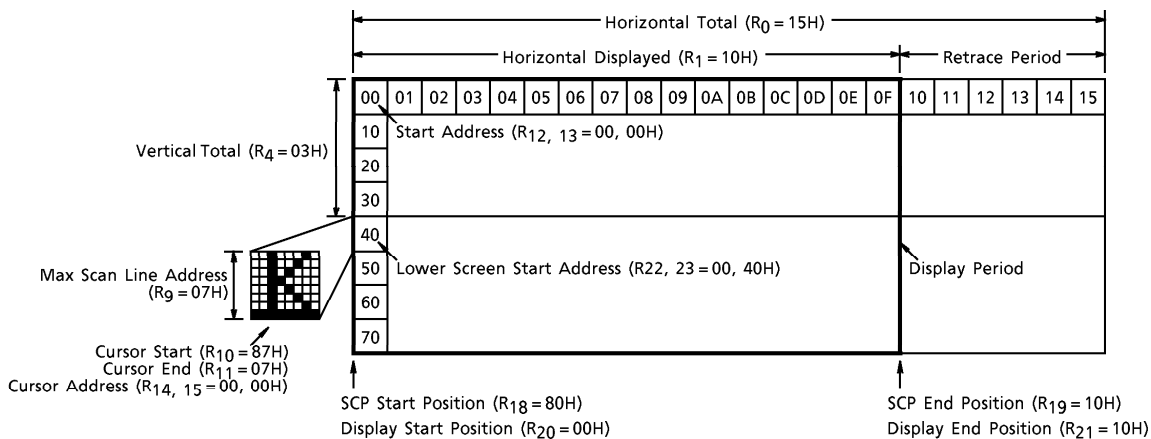 Horizontal Total (R0 = 15H)
Horizontal Displayed (R1 = 10H)
Retrace Period
00 01 02 03 04 05 06 07 08 09 0A 0B 0C 0D 0E 0F 10 11 12 13 14 15
10
Start Address (R12, 13 = 00, 00H)
Vertical Total (R4 = 03H)
20
30
40
Lower Screen Start Address (R22, 23 = 00, 40H)
Display Period
50
60
70
Max Scan Line Address
(R9 = 07H)
K
Cursor Start (R10 = 87H)
Cursor End (R11 = 07H)
Cursor Address (R14, 15 = 00, 00H)
SCP Start Position (R18 = 80H)
Display Start Position (R20 = 00H)
SCP End Position (R19 = 10H)
Display End Position (R21 = 10H)